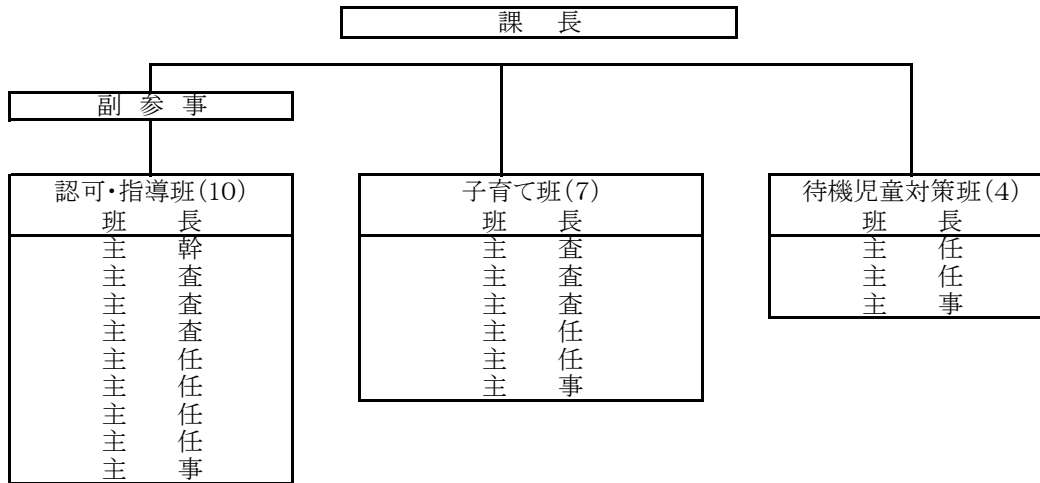 課 長
副 参 事
認可・指導班(10)
班 長
主 幹
主 査
主 査
主 査
主 任
主 任
主 任
主 任
主 事
子育て班(7)
班 長
主 査
主 査
主 査
主 任
主 任
主 事
待機児童対策班(4)
班 長
主 任
主 任
主 事